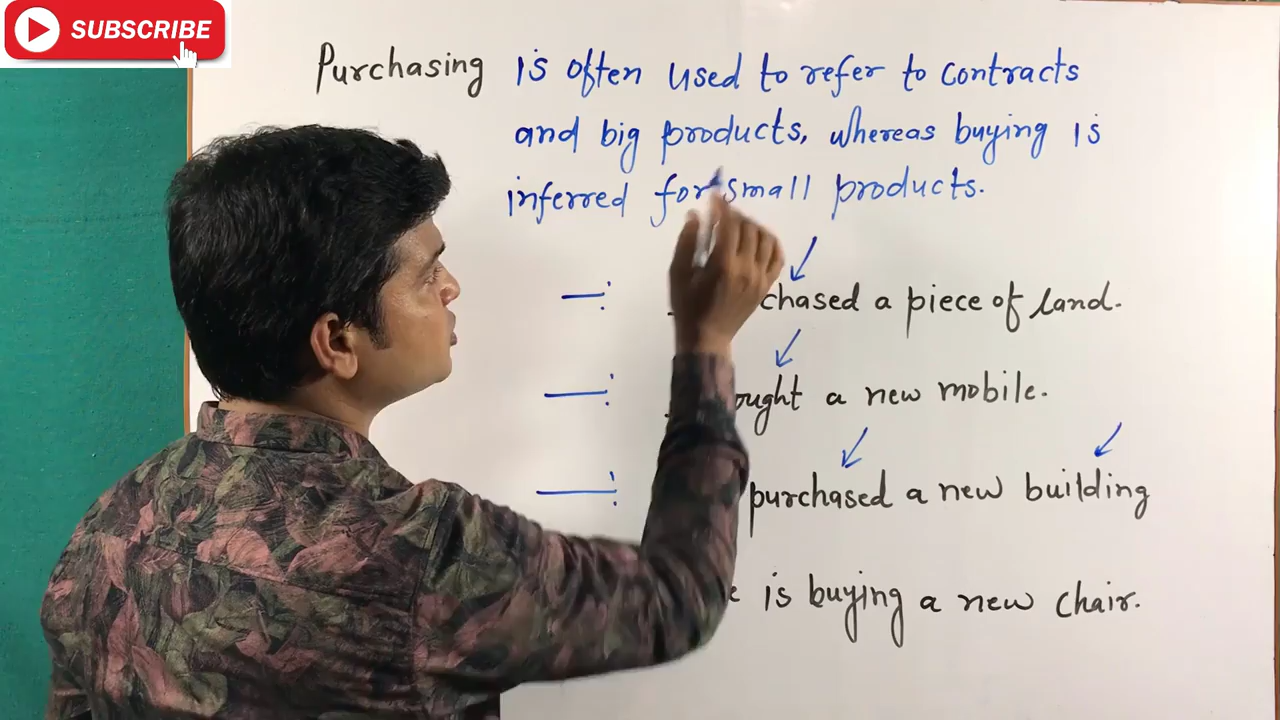 SUBSCRIBE
Purchasing is often used to refer to contracts
and big products, whereas buying is
inferred for small products.
chased a piece of land.
ought a new mobile.
purchased a new building
is buying a new chair.